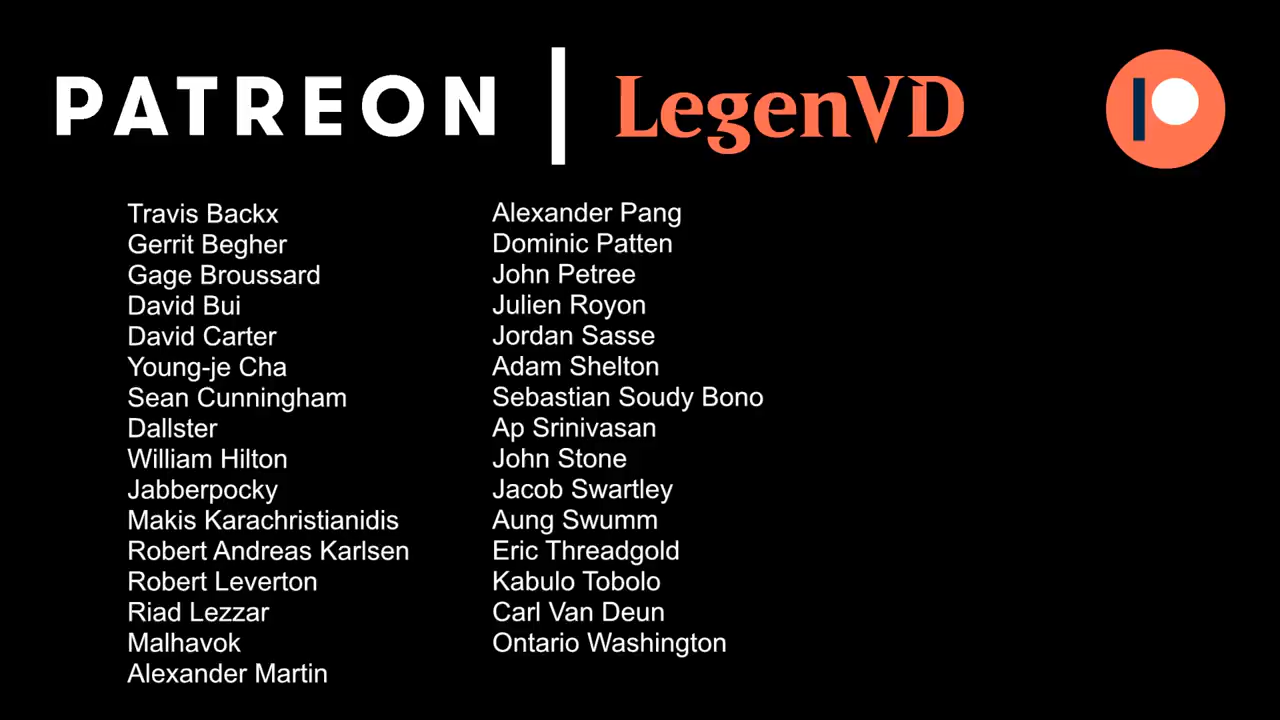 PATREON | LegenVD
Travis Backx
Gerrit Begher
Gage Broussard
David Bui
David Carter
Young-je Cha
Sean Cunningham
Dallster
William Hilton
Jabberpocky
Makis Karachristianidis
Robert Andreas Karlsen
Robert Leverton
Riad Lezzar
Malhavok
Alexander Martin
Alexander Pang
Dominic Patten
John Petree
Julien Royon
Jordan Sasse
Adam Shelton
Sebastian Soudy Bono
Ap Srinivasan
John Stone
Jacob Swartley
Aung Swumm
Eric Threadgold
Kabulo Tobolo
Carl Van Deun
Ontario Washington